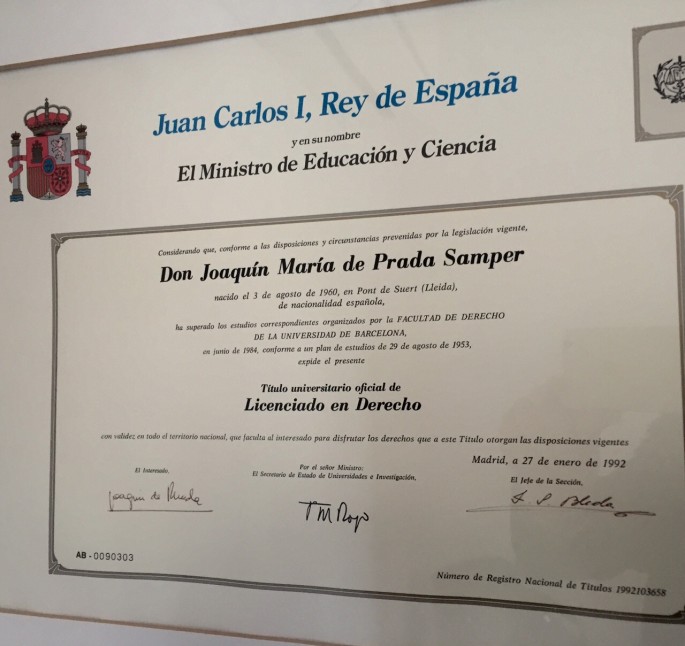 Juan Carlos I, Rey de España
y en su nombre
El Ministro de Educación y Ciencia
Considerando que, conforme a las disposiciones y circunstancias prevenidas por la legislación vigente,
Don Joaquín María de Prada Samper
nacido el 3 de agosto de 1960, en Pont de Suert (Lleida),
de nacionalidad española,
ha superado los estudios correspondientes organizados por la FACULTAD DE DERECHO
DE LA UNIVERSIDAD DE BARCELONA,
en junio de 1984, conforme a un plan de estudios de 29 de agosto de 1953,
expide el presente
Título universitario oficial de
Licenciado en Derecho
con validez en todo el territorio nacional, que faculta al interesado para disfrutar los derechos que a este Título otorgan las disposiciones vigentes
Madrid, a 27 de enero de 1992
El Interesado,
Por el señor Ministro:
El Secretario de Estado de Universidades e Investigación,
El Jefe de la Sección,
Joaquin de Prada
AB - 0090303
Número de Registro Nacional de Títulos 1992103658